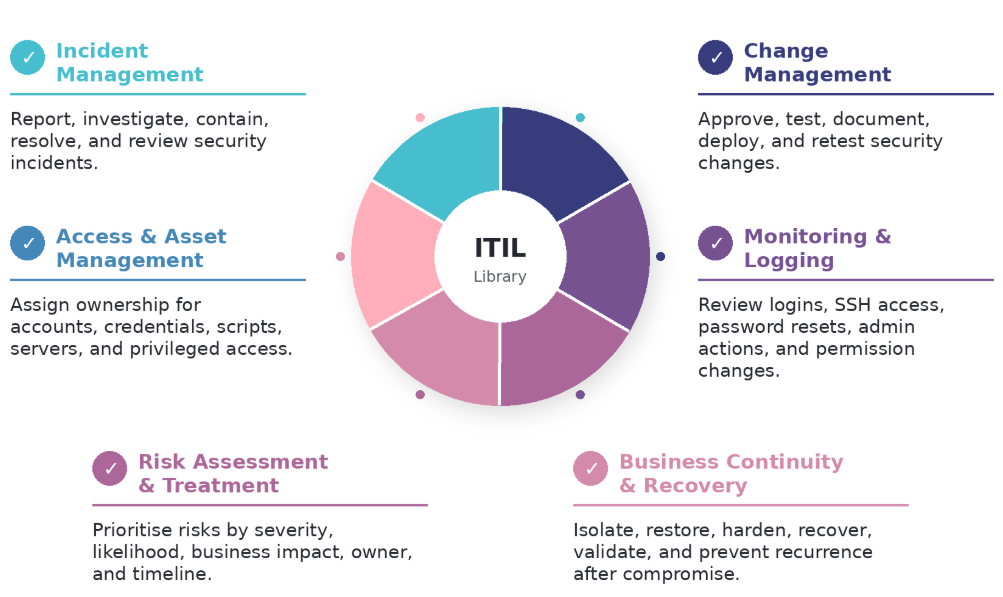 Incident
Management
Report, investigate, contain,
resolve, and review security
incidents.
Change
Management
Approve, test, document,
deploy, and retest security
changes.
Access & Asset
Management
Assign ownership for
accounts, credentials, scripts,
servers, and privileged access.
ITIL
Library
Monitoring &
Logging
Review logins, SSH access,
password resets, admin
actions, and permission
changes.
Risk Assessment
& Treatment
Prioritise risks by severity,
likelihood, business impact, owner,
and timeline.
Business Continuity
& Recovery
Isolate, restore, harden, recover,
validate, and prevent recurrence
after compromise.